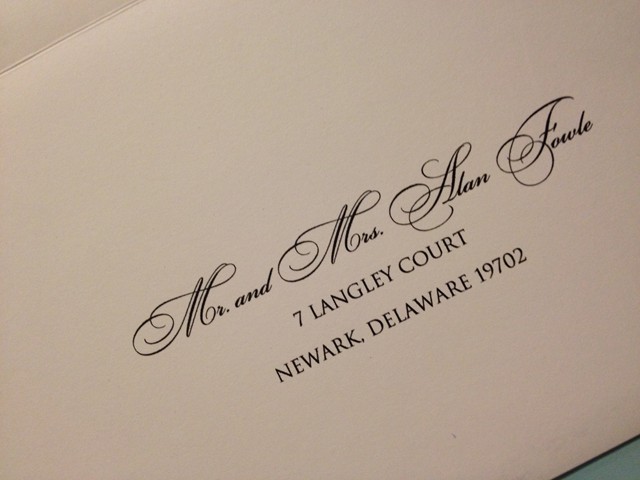 Mr. and Mrs. Alan Fowle
7 LANGLEY COURT
NEWARK, DELAWARE 19702